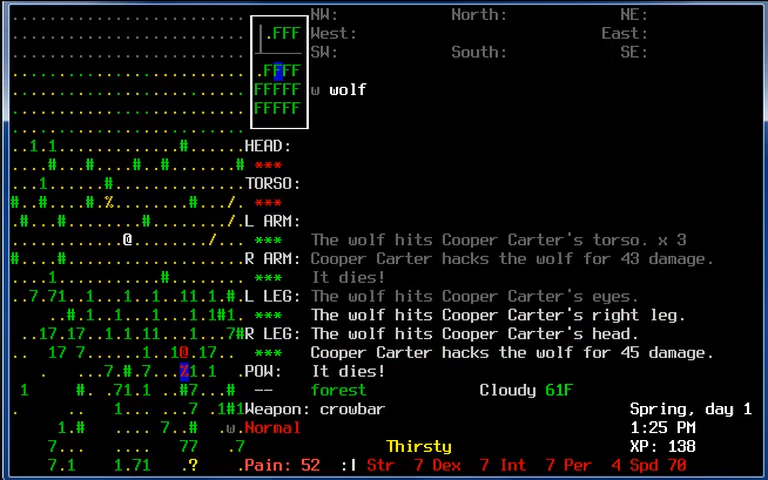 NW: North: NE:
West: East:
SW: South: SE:
w wolf
HEAD:
***
TORSO:
***
L ARM:
*** The wolf hits Cooper Carter's torso. x 3
R ARM: Cooper Carter hacks the wolf for 43 damage.
*** It dies!
L LEG: The wolf hits Cooper Carter's eyes.
*** The wolf hits Cooper Carter's right leg.
R LEG: The wolf hits Cooper Carter's head.
*** Cooper Carter hacks the wolf for 45 damage.
POW: It dies!
-- forest Cloudy 61F
Weapon: crowbar Spring, day 1
Normal 1:25 PM
Thirsty XP: 138
Pain: 52 :| Str 7 Dex 7 Int 7 Per 4 Spd 70